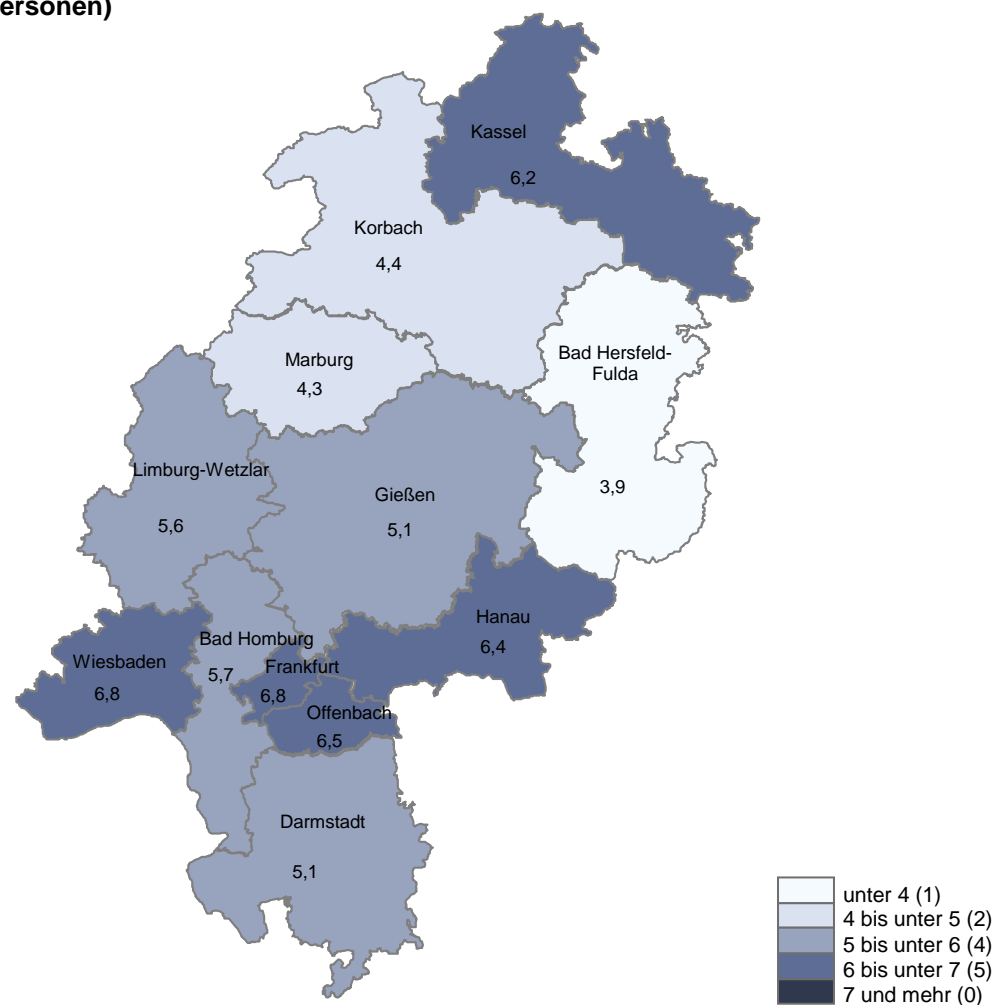 ersonen)
Kassel
6,2
Korbach
4,4
Marburg
4,3
Bad Hersfeld-
Fulda
3,9
Limburg-Wetzlar
5,6
Gießen
5,1
Hanau
6,4
Bad Homburg
5,7
Wiesbaden
6,8
Frankfurt
6,8
Offenbach
6,5
Darmstadt
5,1
unter 4 (1)
4 bis unter 5 (2)
5 bis unter 6 (4)
6 bis unter 7 (5)
7 und mehr (0)